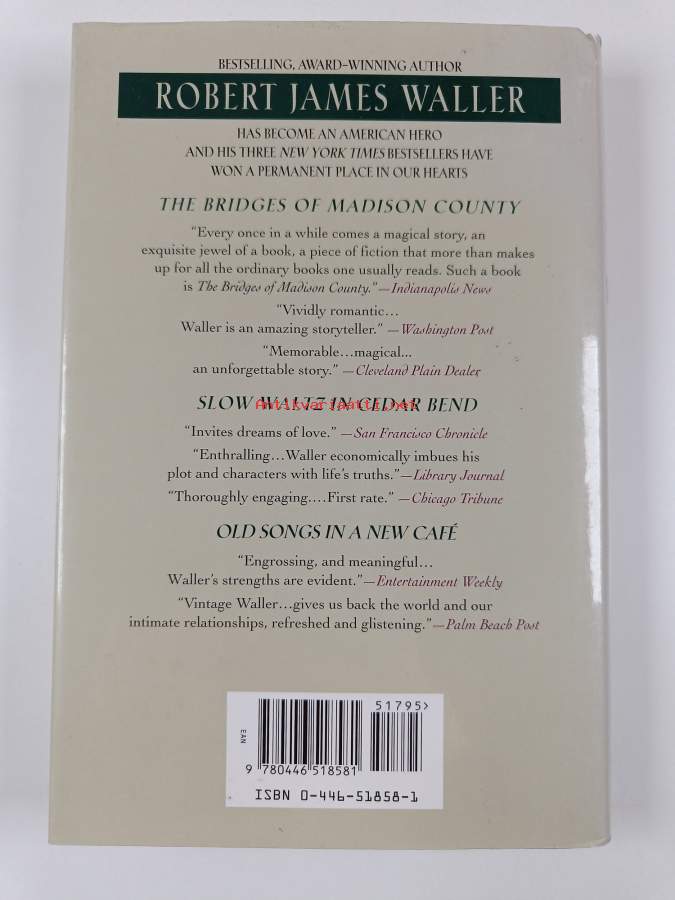 BESTSELLING, AWARD-WINNING AUTHOR
ROBERT JAMES WALLER
HAS BECOME AN AMERICAN HERO
AND HIS THREE NEW YORK TIMES BESTSELLERS HAVE
WON A PERMANENT PLACE IN OUR HEARTS
THE BRIDGES OF MADISON COUNTY
“Every once in a while comes a magical story, an
exquisite jewel of a book, a piece of fiction that more than makes
up for all the ordinary books one usually reads. Such a book
is The Bridges of Madison County.”—Indianapolis News
“Vividly romantic…
Waller is an amazing storyteller.” —Washington Post
“Memorable…magical...
an unforgettable story.” —Cleveland Plain Dealer
SLOW WALTZ IN CEDAR BEND
Antikvariaatti.net
“Invites dreams of love.” —San Francisco Chronicle
“Enthralling…Waller economically imbues his
plot and characters with life’s truths.”—Library Journal
“Thoroughly engaging….First rate.” —Chicago Tribune
OLD SONGS IN A NEW CAFÉ
“Engrossing, and meaningful…
Waller’s strengths are evident.”—Entertainment Weekly
“Vintage Waller…gives us back the world and our
intimate relationships, refreshed and glistening.”—Palm Beach Post
51795>
EAN
9 780446 518581
ISBN 0-446-51858-1